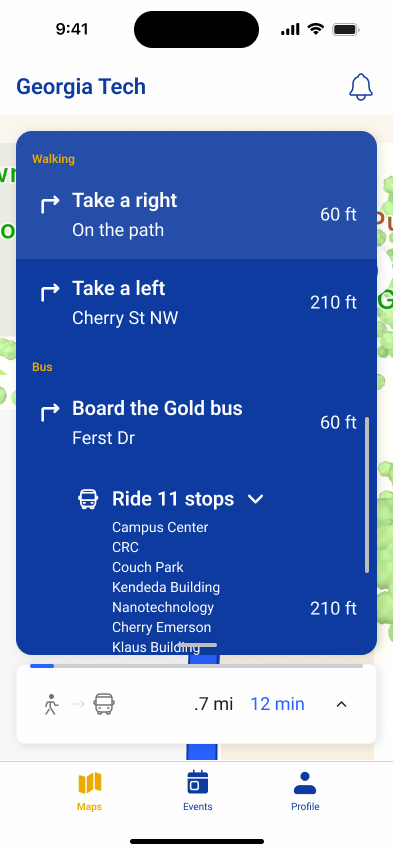 9:41
Georgia Tech
Walking
Take a right
On the path
60 ft
Take a left
Cherry St NW
210 ft
Bus
Board the Gold bus
Ferst Dr
60 ft
Ride 11 stops
Campus Center
CRC
Couch Park
Kendeda Building
Nanotechnology
210 ft
Cherry Emerson
Klaus Building
.7 mi 12 min
Maps
Events
Profile